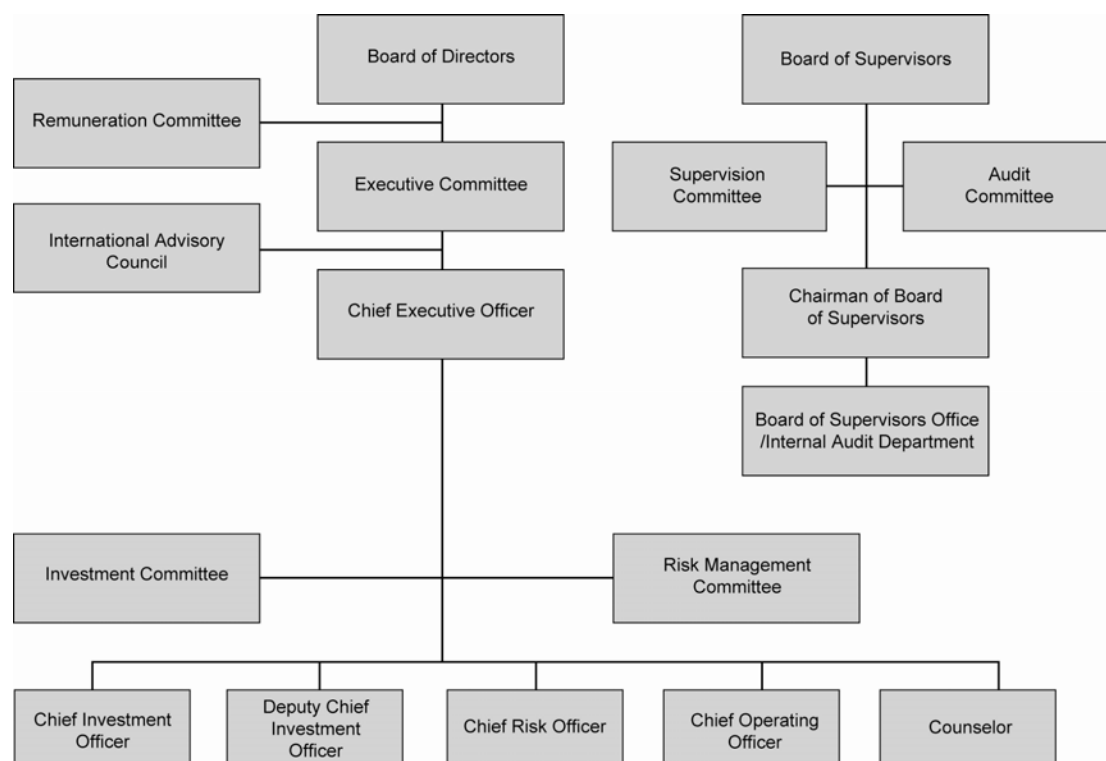 Board of Directors
Board of Supervisors
Remuneration Committee
Executive Committee
Supervision
Committee
Audit
Committee
International Advisory
Council
Chief Executive Officer
Chairman of Board
of Supervisors
Board of Supervisors Office
/Internal Audit Department
Investment Committee
Risk Management
Committee
Chief Investment
Officer
Deputy Chief
Investment
Officer
Chief Risk Officer
Chief Operating
Officer
Counselor